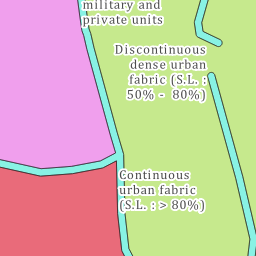 military and
private units
Discontinuous
dense urban
fabric (S.L. :
50% - 80%)
Continuous
urban fabric
(S.L. : > 80%)